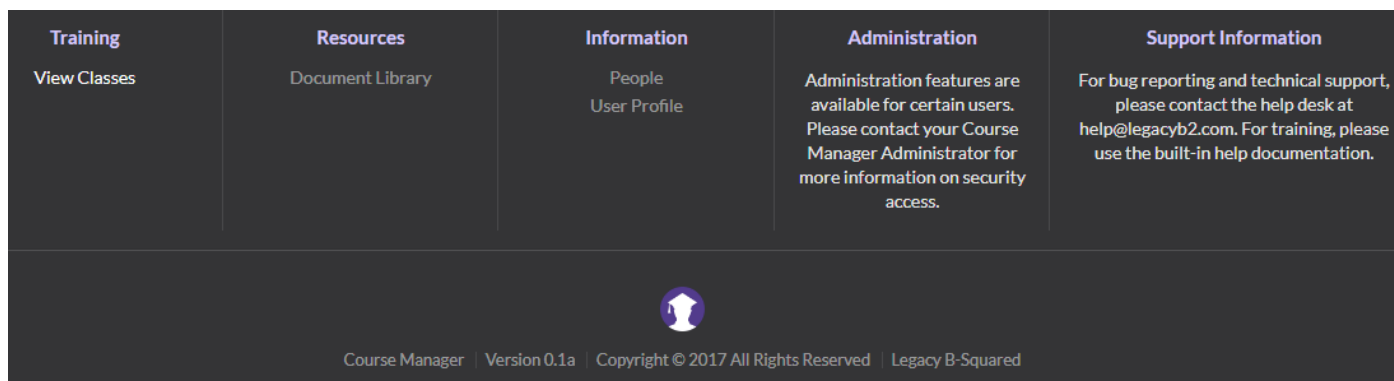 Training
View Classes
Resources
Document Library
Information
People
User Profile
Administration
Administration features are
available for certain users.
Please contact your Course
Manager Administrator for
more information on security
access.
Support Information
For bug reporting and technical support,
please contact the help desk at
help@legacyb2.com. For training, please
use the built-in help documentation.
Course Manager | Version 0.1a | Copyright © 2017 All Rights Reserved | Legacy B-Squared